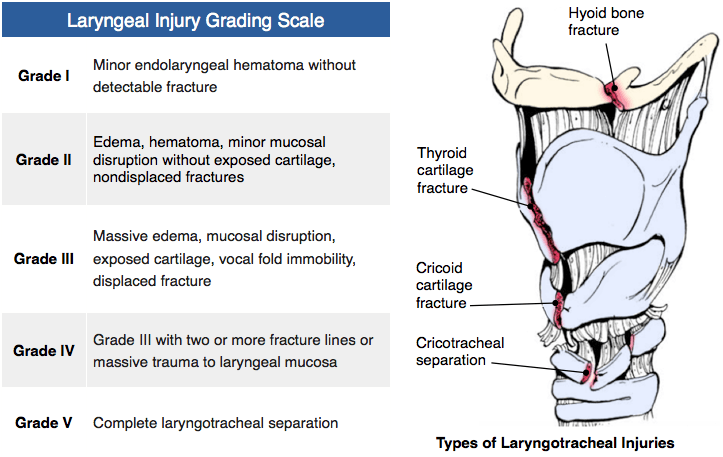 Laryngeal Injury Grading Scale
Grade I
Minor endolaryngeal hematoma without
detectable fracture
Grade II
Edema, hematoma, minor mucosal
disruption without exposed cartilage,
nondisplaced fractures
Grade III
Massive edema, mucosal disruption,
exposed cartilage, vocal fold immobility,
displaced fracture
Grade IV
Grade III with two or more fracture lines or
massive trauma to laryngeal mucosa
Grade V
Complete laryngotracheal separation
Hyoid bone
fracture
Thyroid
cartilage
fracture
Cricoid
cartilage
fracture
Cricotracheal
separation
Types of Laryngotracheal Injuries